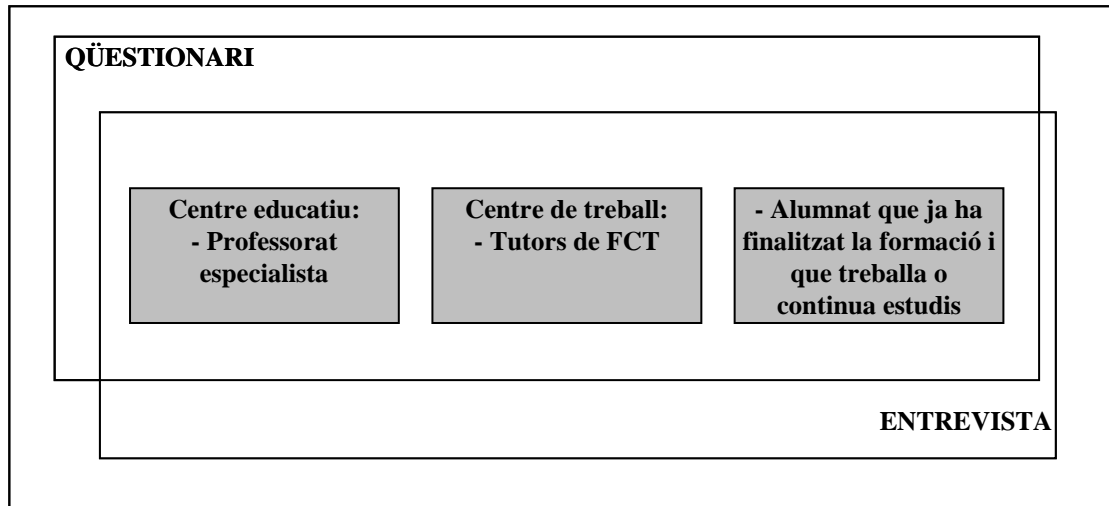 QÜESTIONARI
Centre educatiu:
- Professorat
especialista
Centre de treball:
- Tutors de FCT
- Alumnat que ja ha
finalitzat la formació i
que treballa o
continua estudis
ENTREVISTA